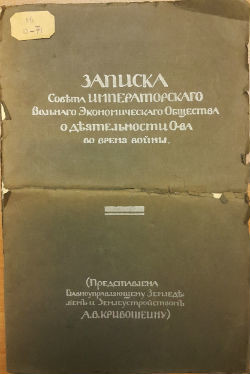 ЗАПИСКА
Совѣта ИМПЕРАТОРСКАГО
Вольнаго Экономическаго Общества
о дѣятельности О-ва
во время войны.
(Представлена
Главноуправляющему Земледѣ-
лiемъ и Землеустройствомъ
А.В.КРИВОШЕИНУ)